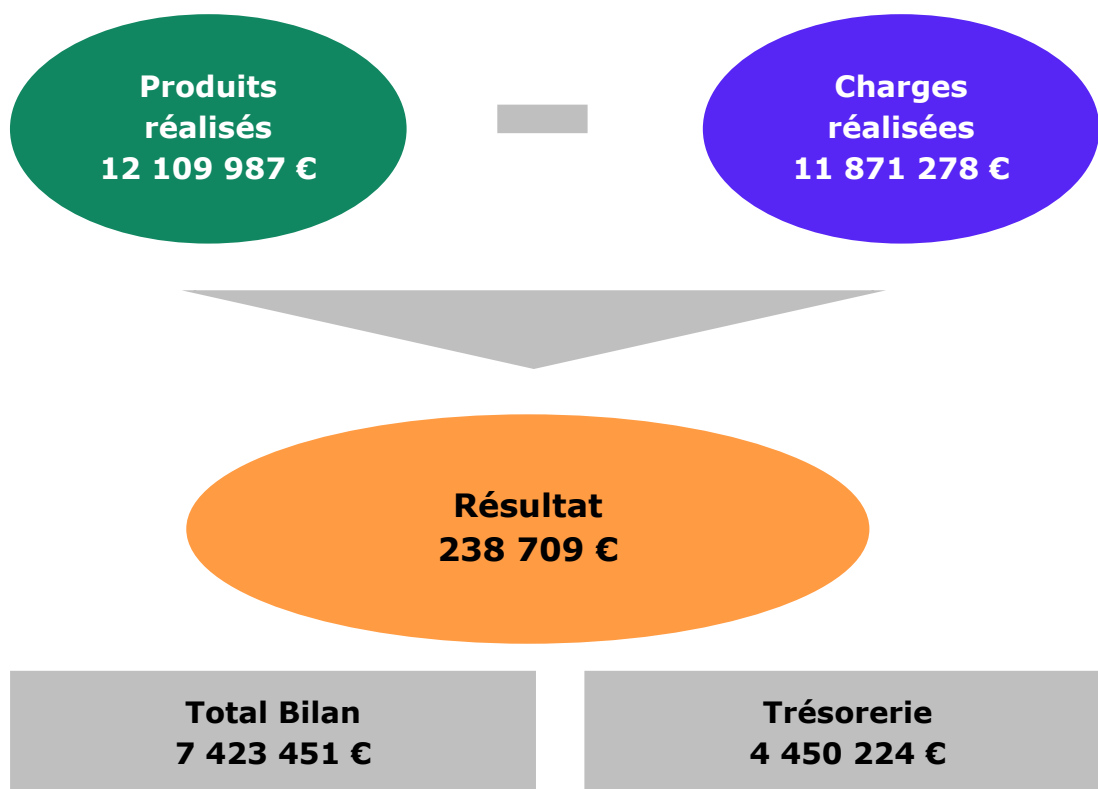 Produits
réalisés
12 109 987 €
Charges
réalisées
11 871 278 €
Résultat
238 709 €
Total Bilan
7 423 451 €
Trésorerie
4 450 224 €